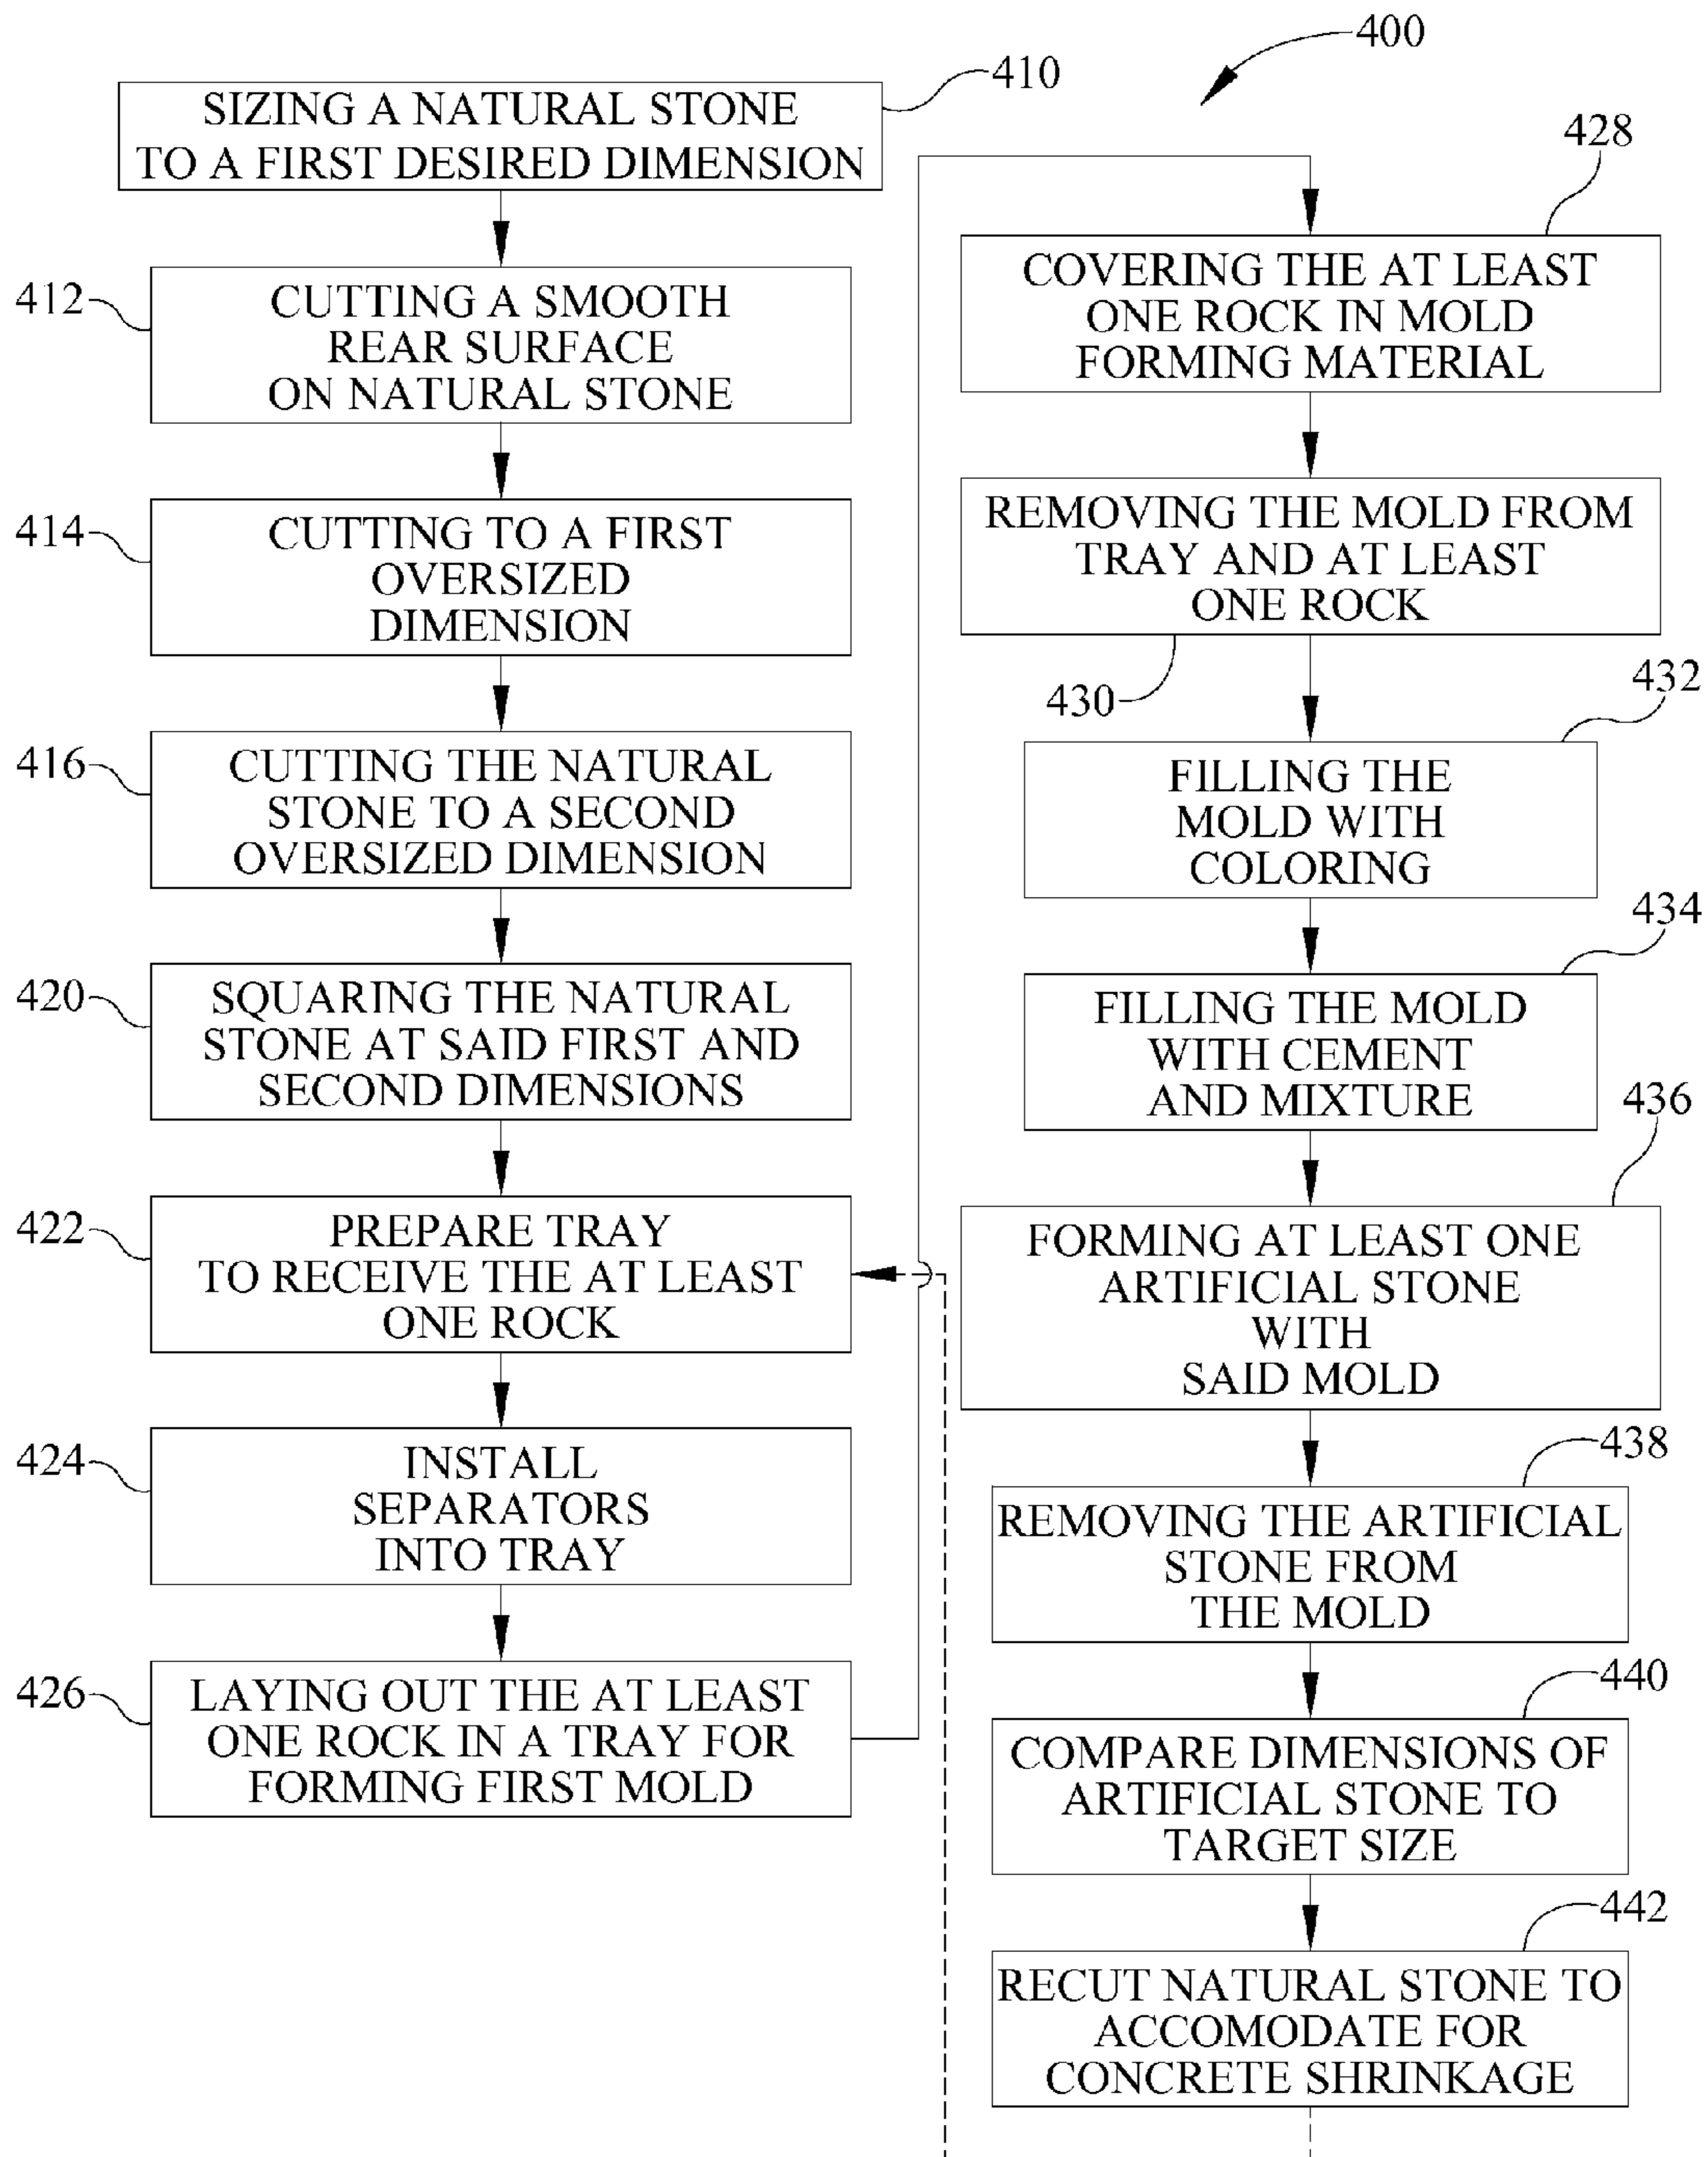 400
410
SIZING A NATURAL STONE
TO A FIRST DESIRED DIMENSION
412
CUTTING A SMOOTH
REAR SURFACE
ON NATURAL STONE
414
CUTTING TO A FIRST
OVERSIZED
DIMENSION
416
CUTTING THE NATURAL
STONE TO A SECOND
OVERSIZED DIMENSION
420
SQUARING THE NATURAL
STONE AT SAID FIRST AND
SECOND DIMENSIONS
422
PREPARE TRAY
TO RECEIVE THE AT LEAST
ONE ROCK
424
INSTALL
SEPARATORS
INTO TRAY
426
LAYING OUT THE AT LEAST
ONE ROCK IN A TRAY FOR
FORMING FIRST MOLD
428
COVERING THE AT LEAST
ONE ROCK IN MOLD
FORMING MATERIAL
REMOVING THE MOLD FROM
TRAY AND AT LEAST
ONE ROCK
430
432
FILLING THE
MOLD WITH
COLORING
434
FILLING THE MOLD
WITH CEMENT
AND MIXTURE
436
FORMING AT LEAST ONE
ARTIFICIAL STONE
WITH
SAID MOLD
438
REMOVING THE ARTIFICIAL
STONE FROM
THE MOLD
440
COMPARE DIMENSIONS OF
ARTIFICIAL STONE TO
TARGET SIZE
442
RECUT NATURAL STONE TO
ACCOMODATE FOR
CONCRETE SHRINKAGE